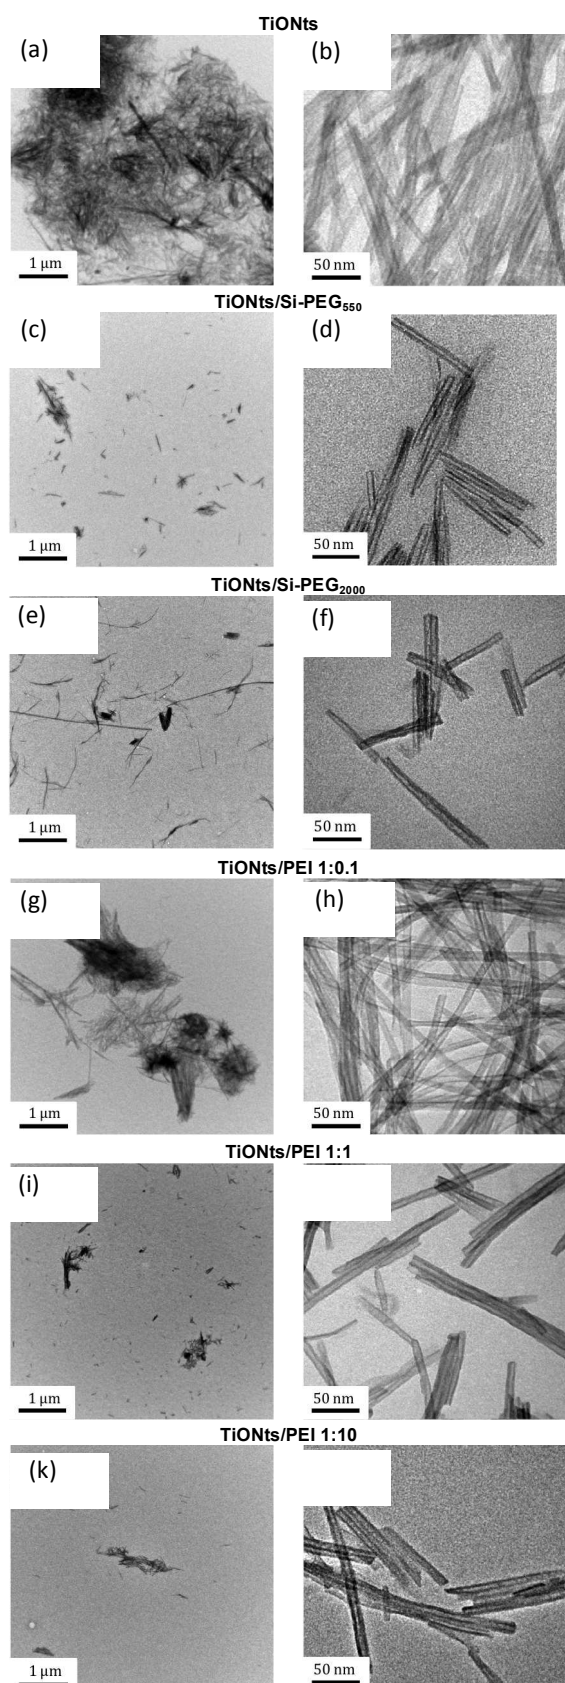 TiONts
(a)
(b)
1 µm
50 nm
TiONts/Si-PEG550
(c)
(d)
1 µm
50 nm
TiONts/Si-PEG2000
(e)
(f)
1 µm
50 nm
TiONts/PEI 1:0.1
(g)
(h)
1 µm
50 nm
TiONts/PEI 1:1
(i)
1 µm
50 nm
TiONts/PEI 1:10
(k)
1 µm
50 nm